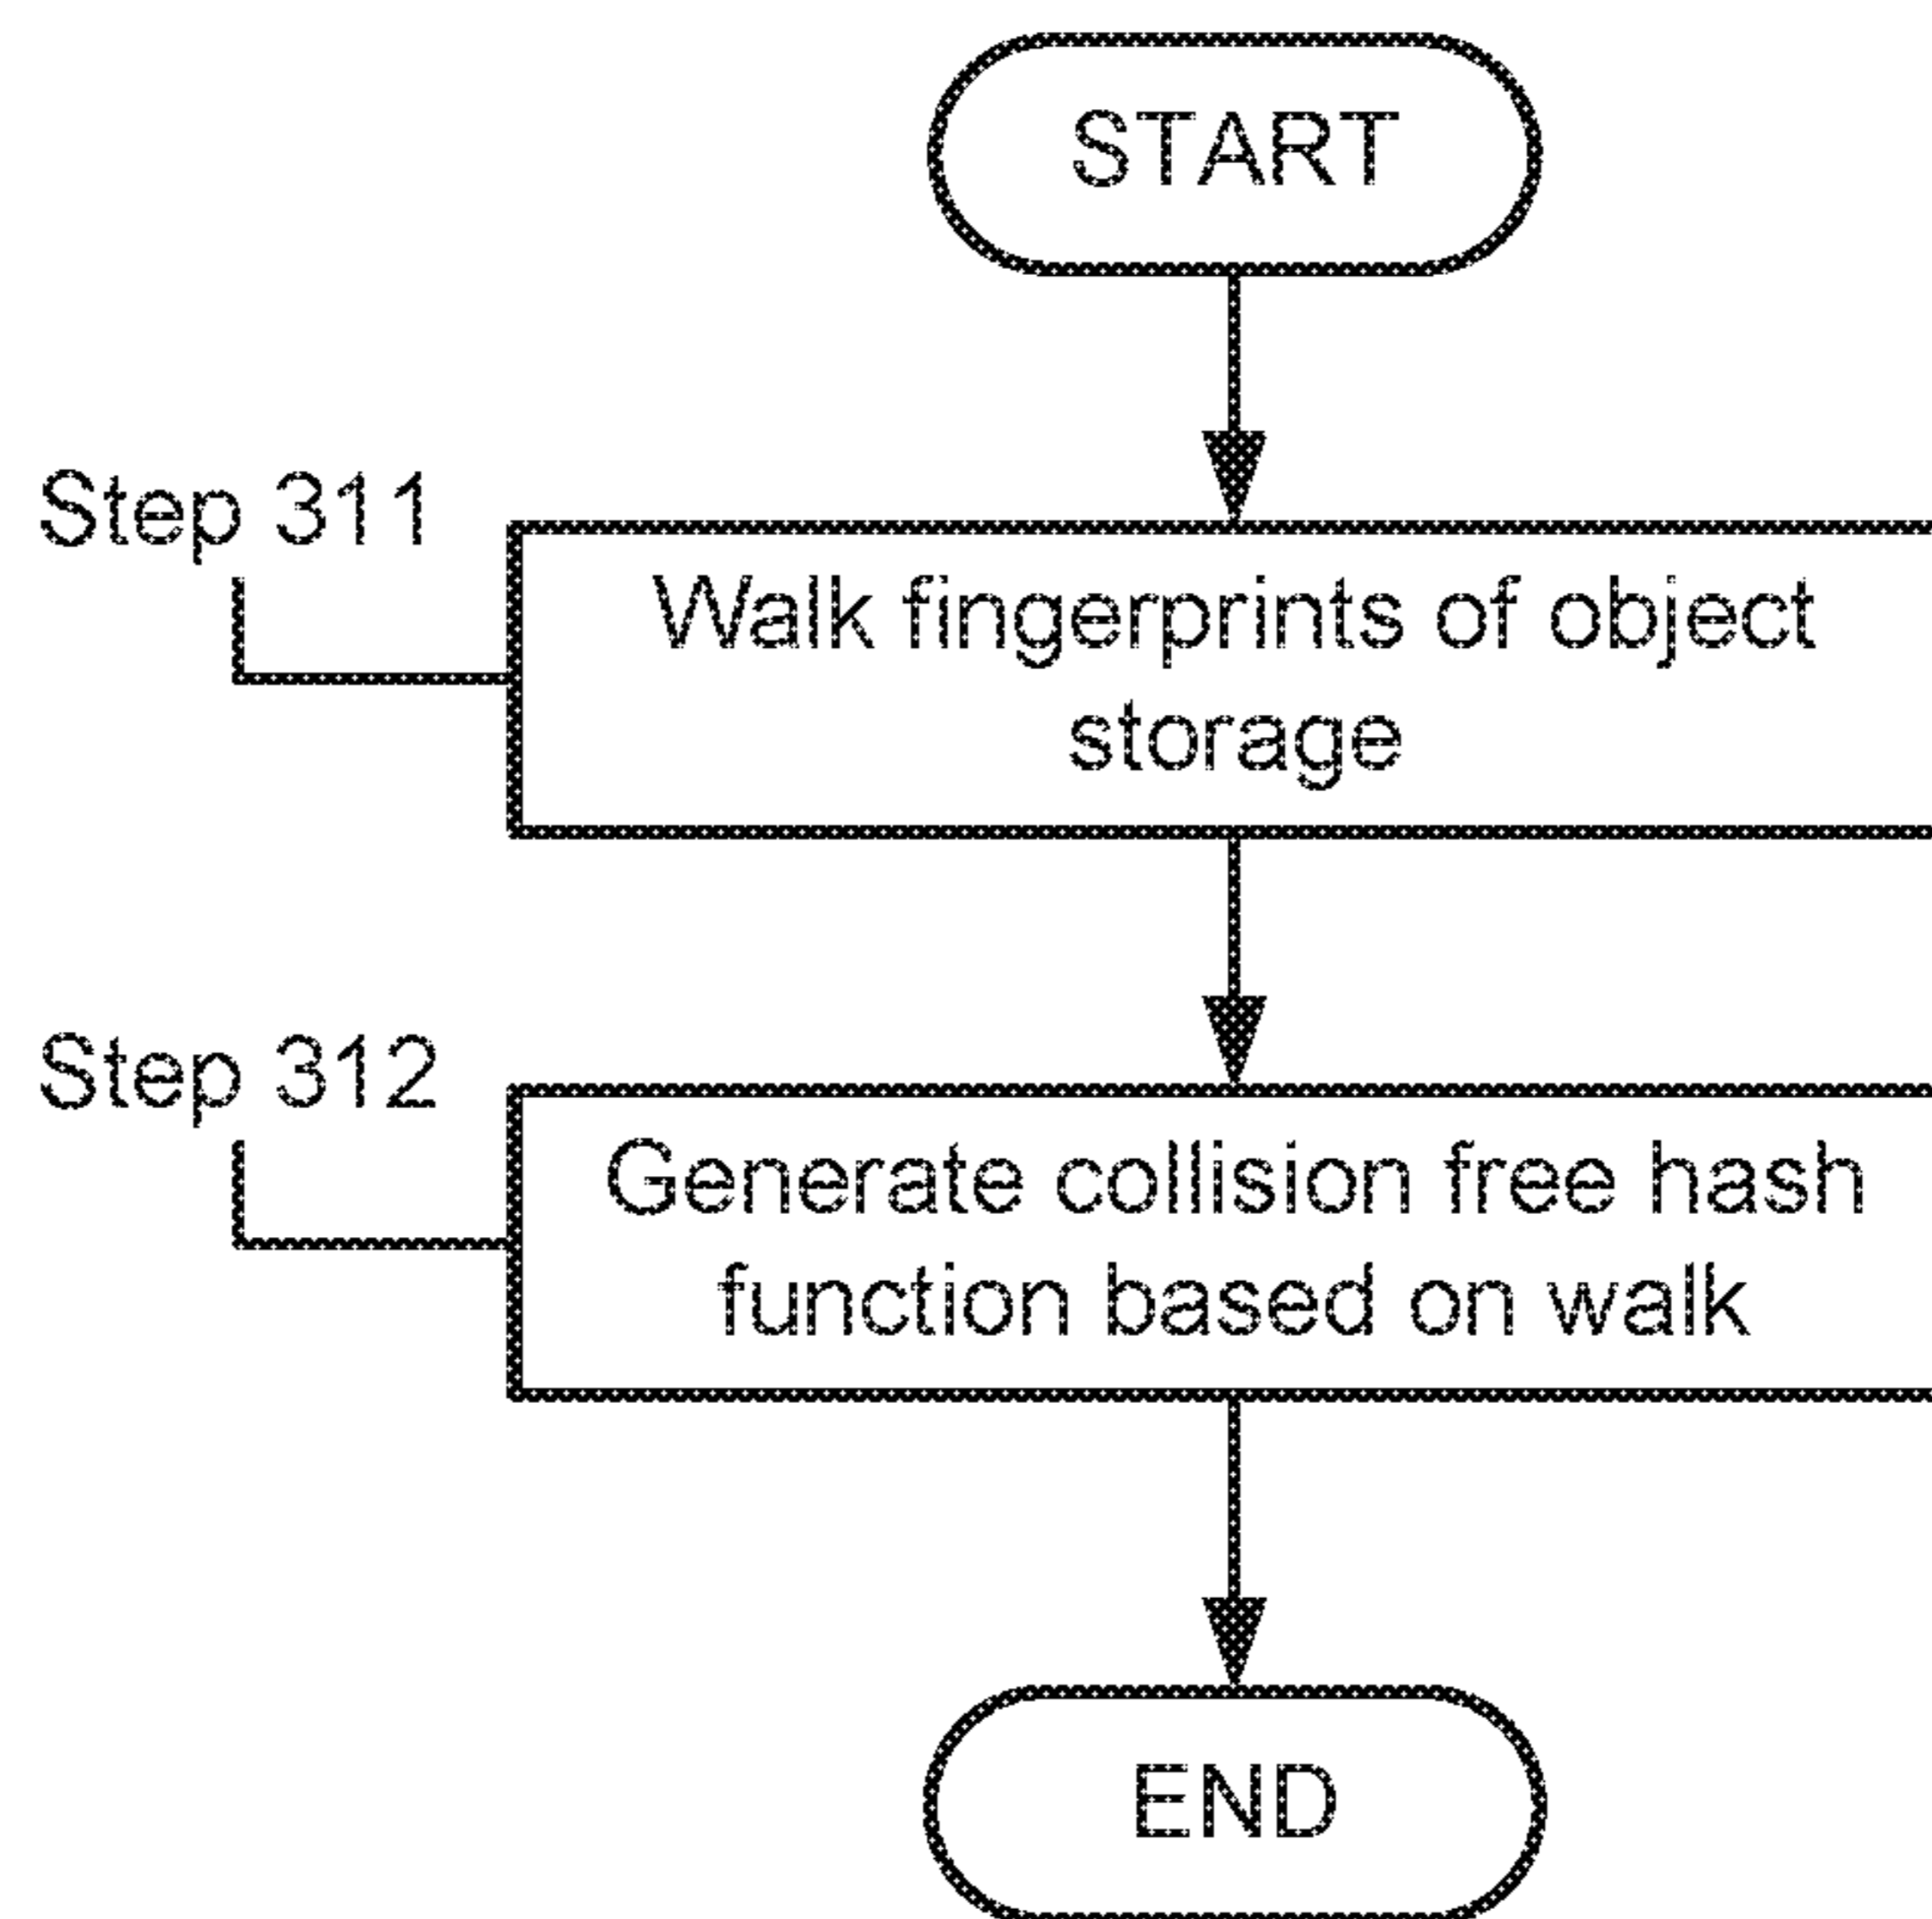 START
Step 311
Walk fingerprints of object
storage
Step 312
Generate collision free hash
function based on walk
END